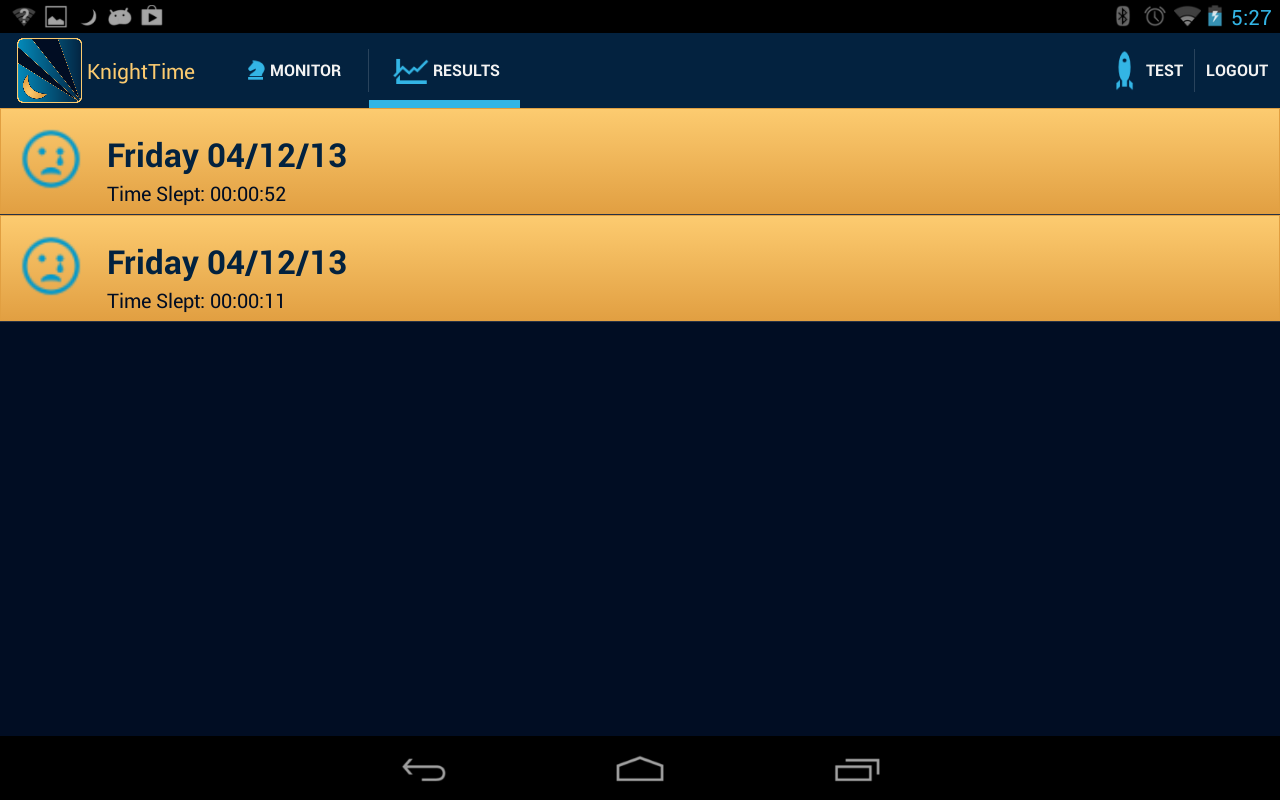 5:27
KnightTime
MONITOR
RESULTS
TEST
LOGOUT
Friday 04/12/13
Time Slept: 00:00:52
Friday 04/12/13
Time Slept: 00:00:11